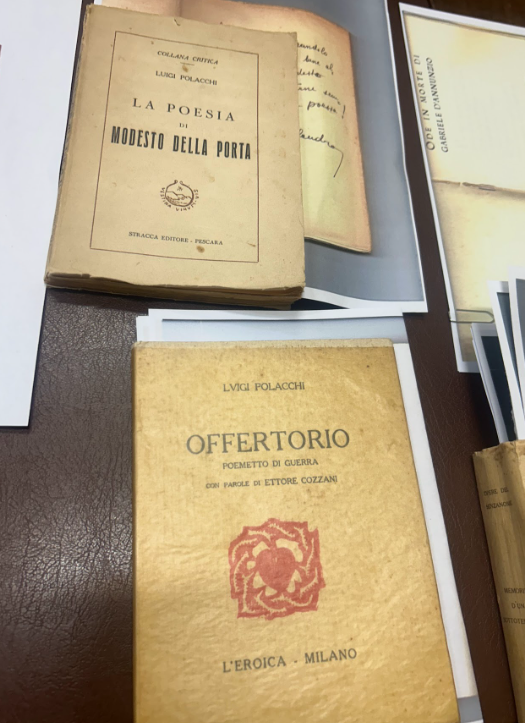 COLLANA CRITICA
LUIGI POLACCHI
LA POESIA
DI
MODESTO DELLA PORTA
STRACCA EDITORE - PESCARA
ODE IN MORTE DI
GABRIELE D'ANNUNZIO
LVIGI POLACCHI
OFFERTORIO
POEMETTO DI GUERRA
CON PAROLE DI ETTORE COZZANI
L'EROICA - MILANO